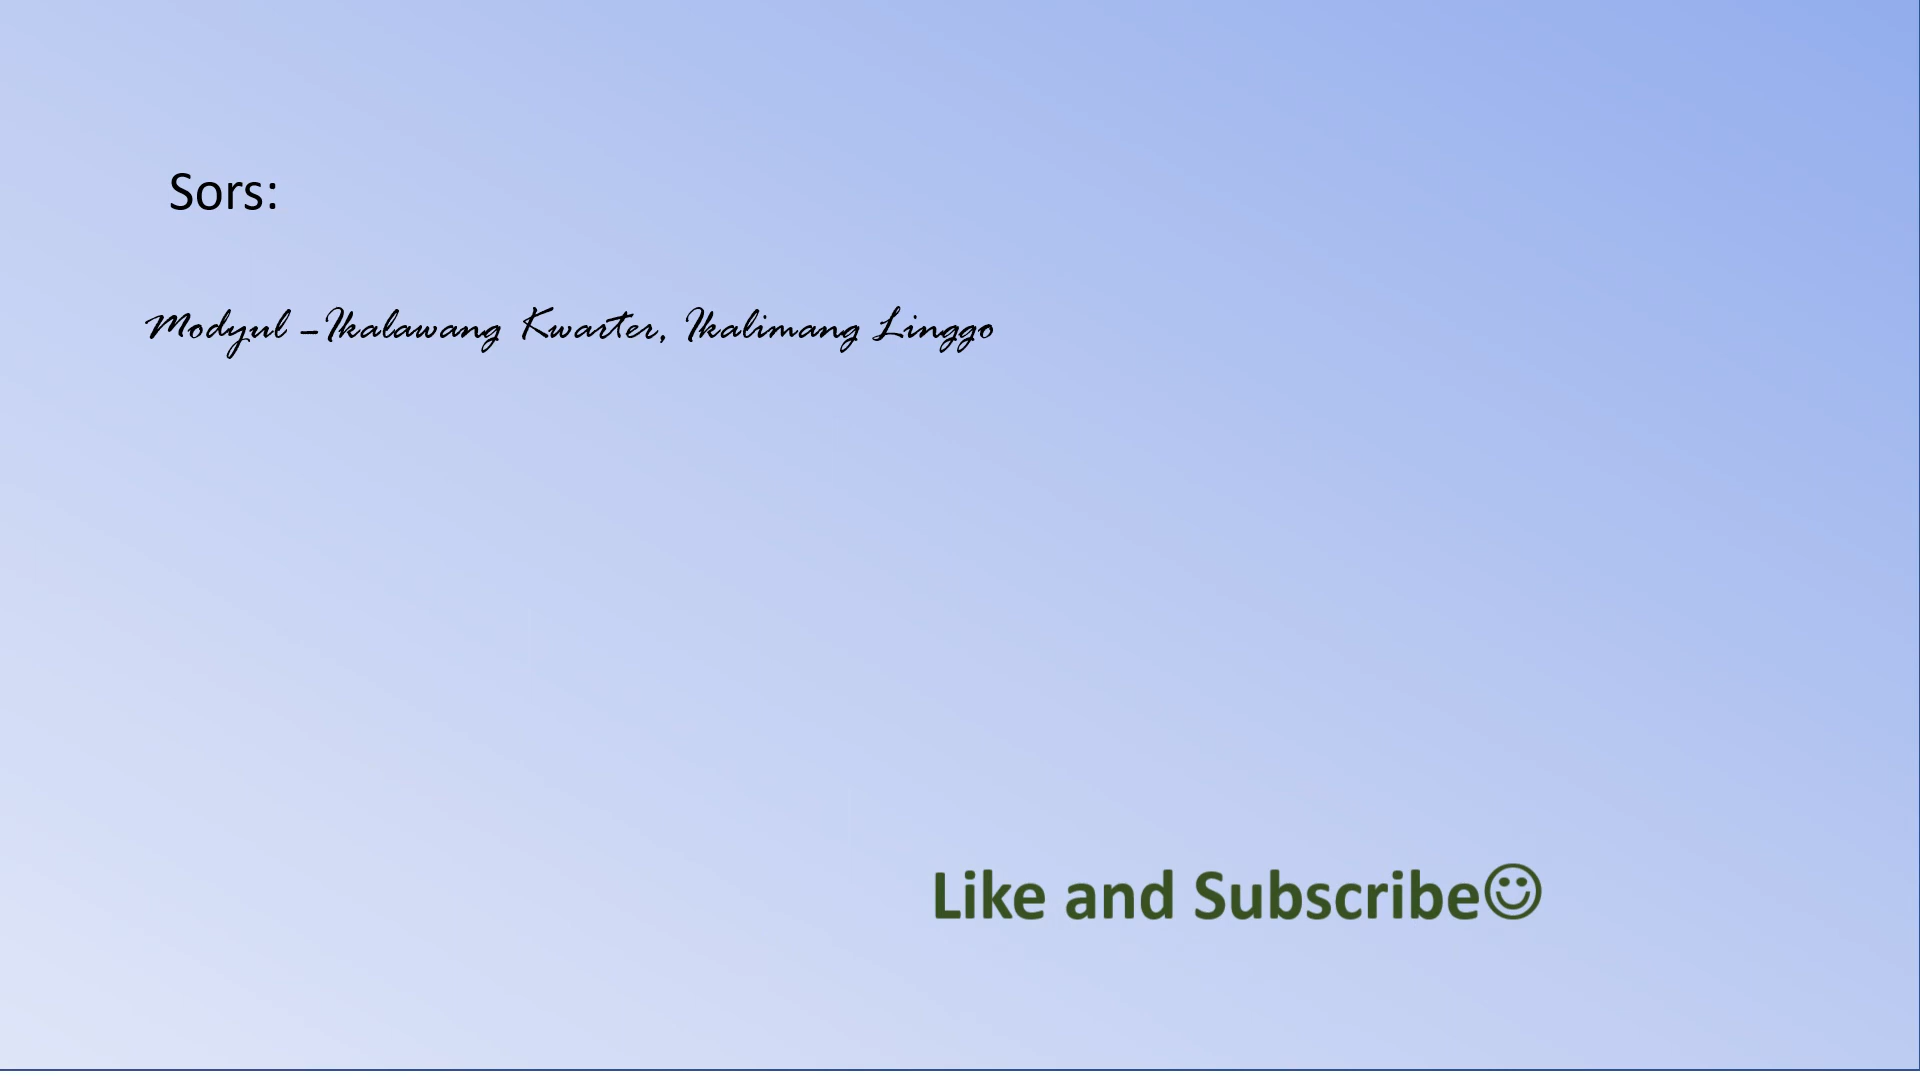 Sors:
Modyul –Ikalawang Kwarter, Ikalimang Linggo
Like and Subscribe☺